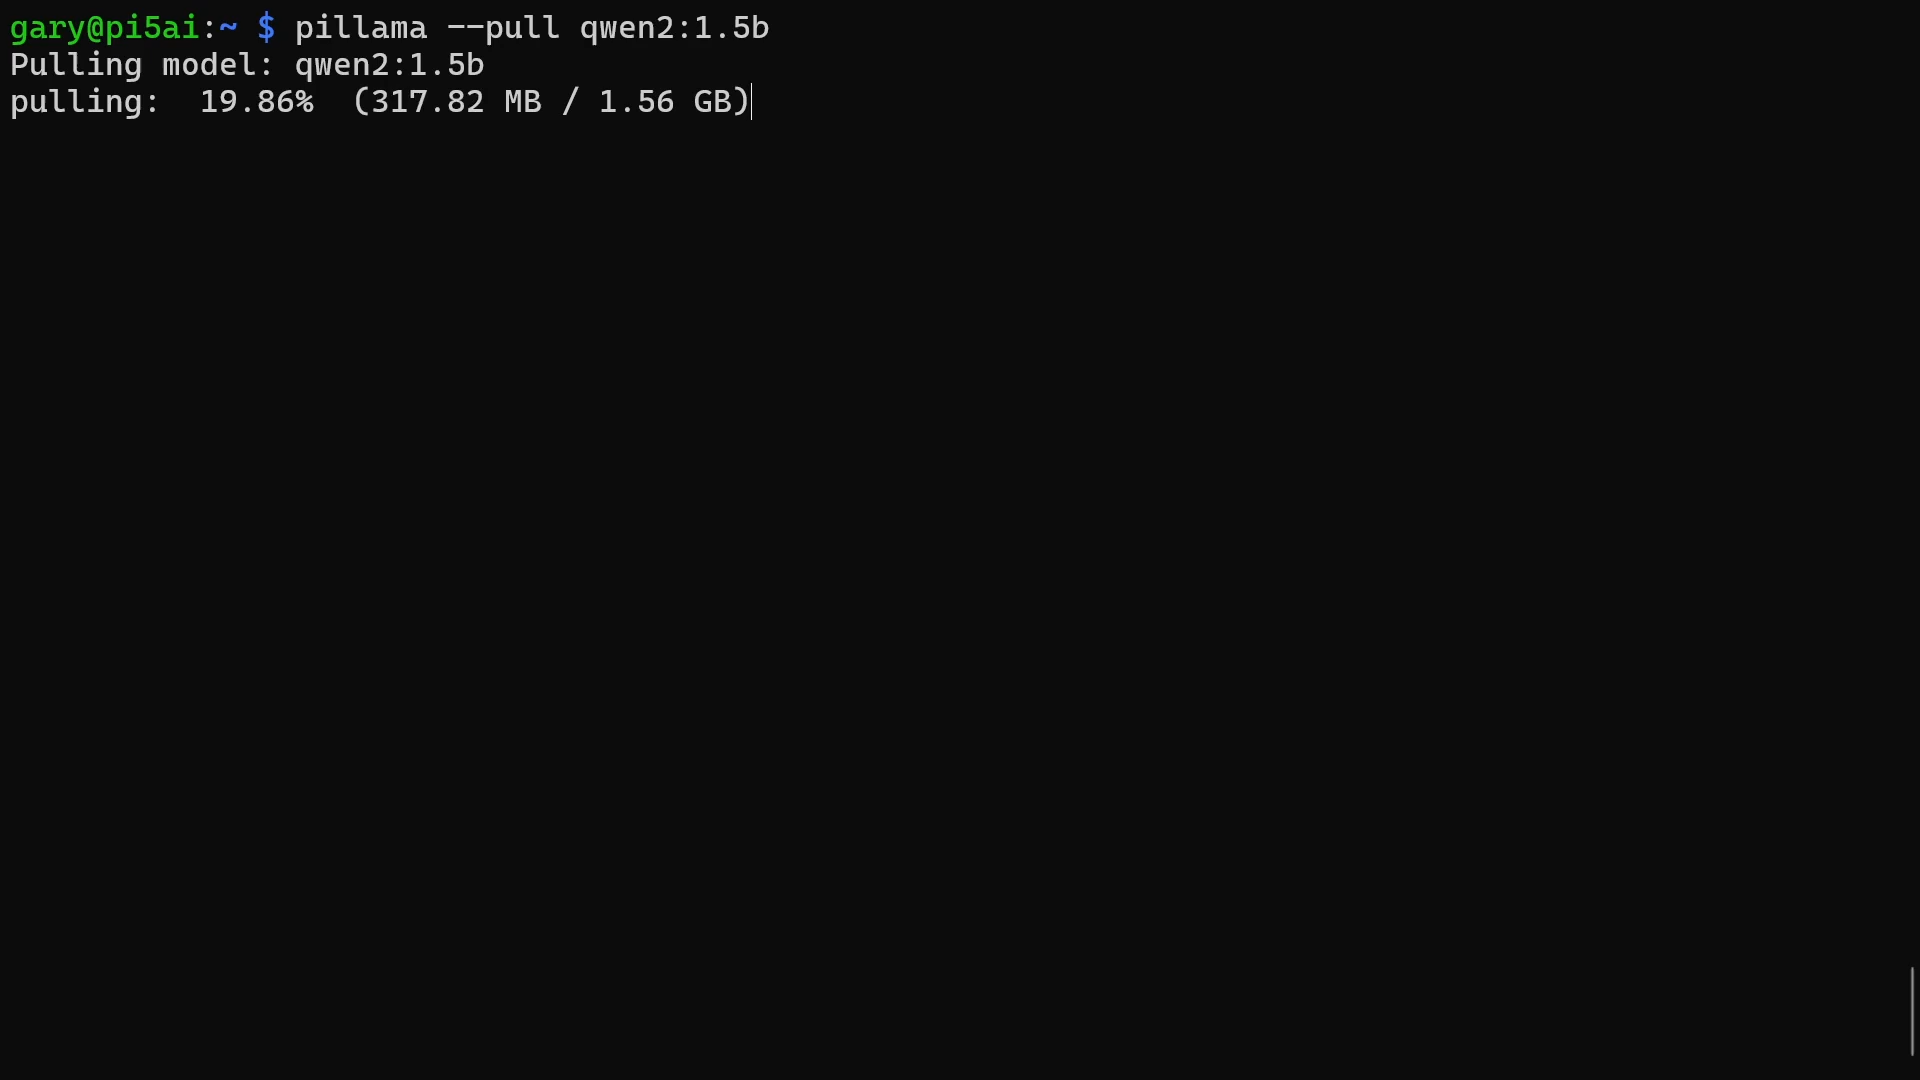 gary@pi5ai:~ $ pillama --pull qwen2:1.5b
Pulling model: qwen2:1.5b
pulling:  19.86%  (317.82 MB / 1.56 GB)